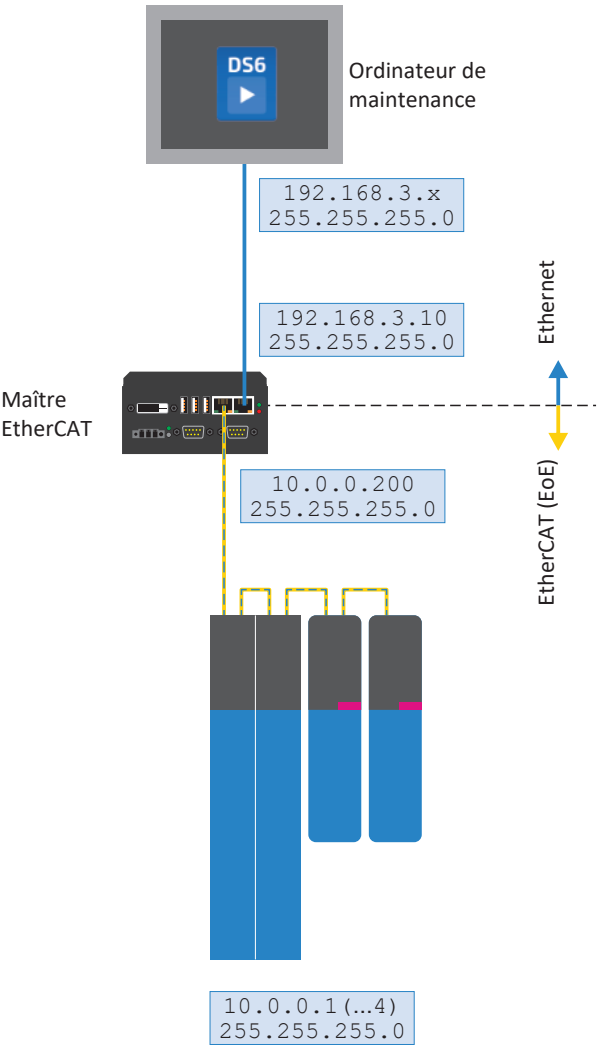 DS6
Ordinateur de
maintenance
192.168.3.x
255.255.255.0
Ethernet
192.168.3.10
255.255.255.0
Maître
EtherCAT
EtherCAT (EoE)
10.0.0.200
255.255.255.0
10.0.0.1(…4)
255.255.255.0